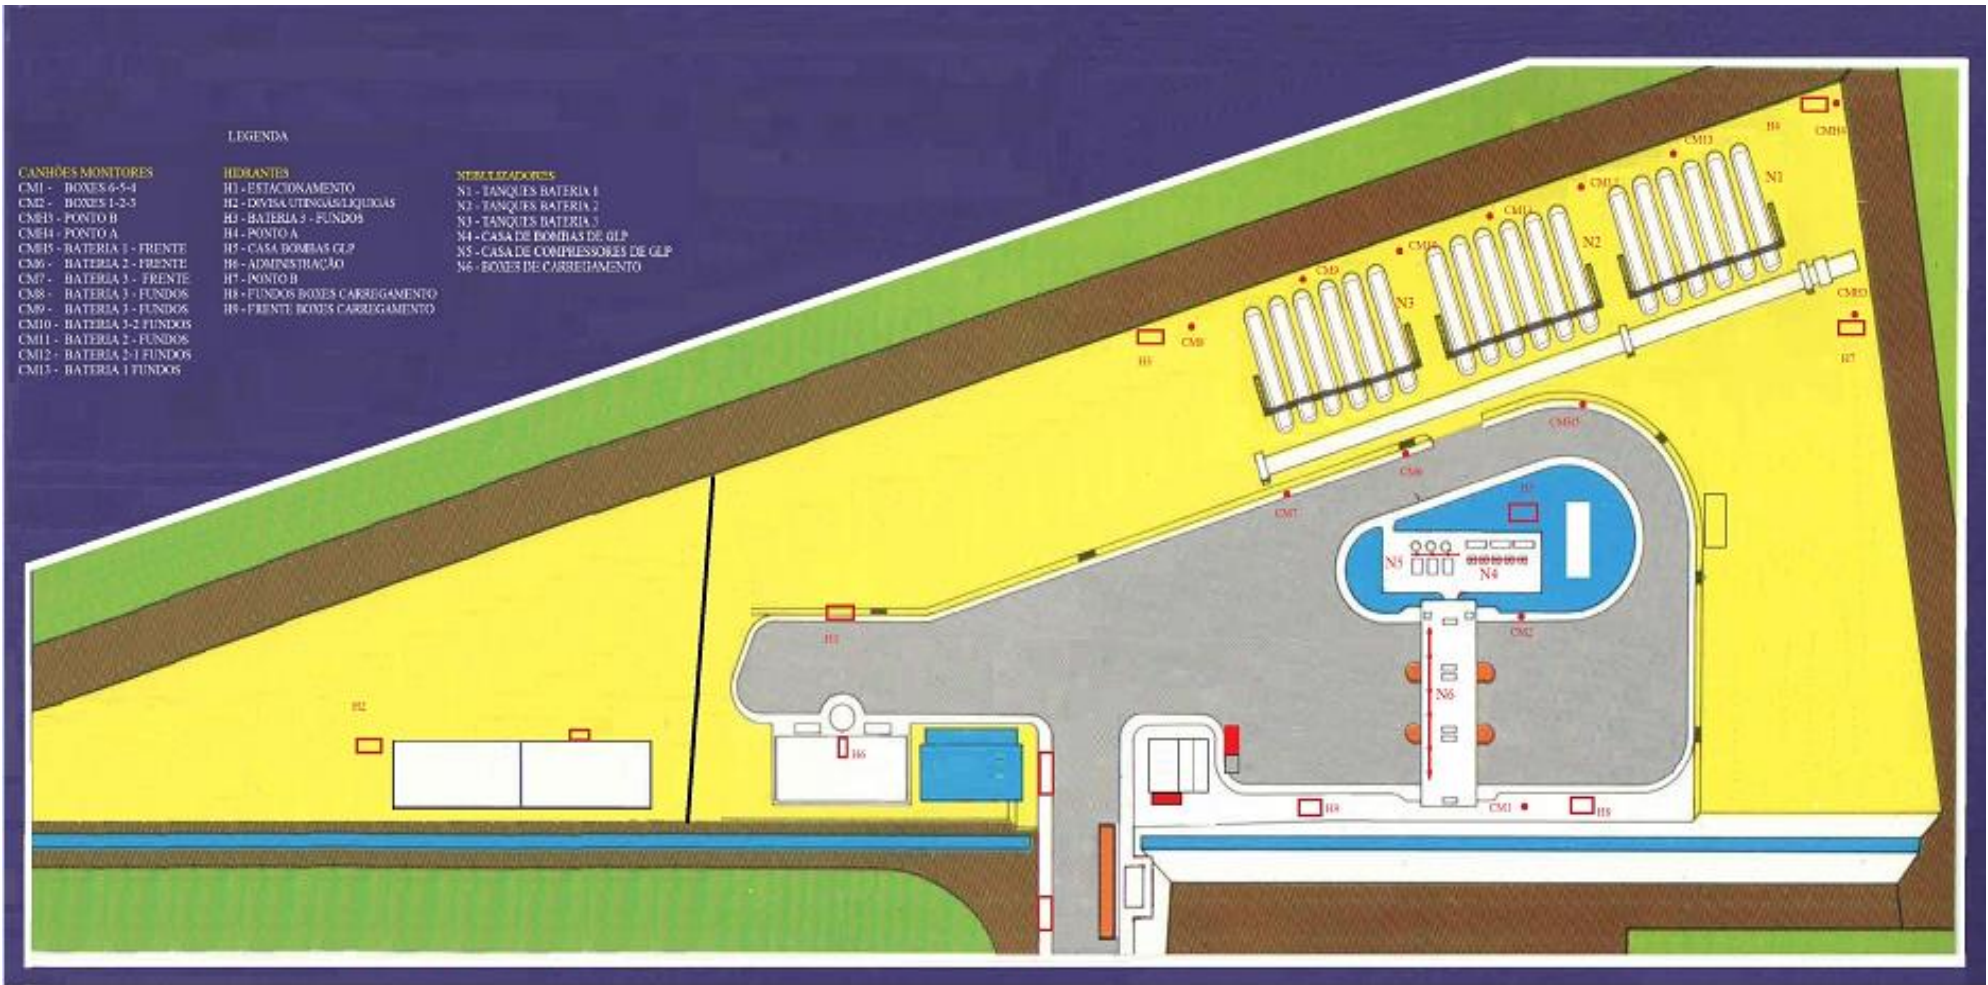 LEGENDA
CANHÕES MONITORES
CM1 - BOXES 6-5-4
CM2 - BOXES 1-2-3
CMH3 - PONTO B
CMH4 - PONTO A
CMH5 - BATERIA 1 - FRENTE
CM6 - BATERIA 2 - FRENTE
CM7 - BATERIA 3 - FRENTE
CM8 - BATERIA 3 - FUNDOS
CM9 - BATERIA 3 - FUNDOS
CM10 - BATERIA 3-2 FUNDOS
CM11 - BATERIA 2 - FUNDOS
CM12 - BATERIA 2-1 FUNDOS
CM13 - BATERIA 1 FUNDOS
HIDRANTES
H1 - ESTACIONAMENTO
H2 - DIVISA UTINGÁS/LIQUIGÁS
H3 - BATERIA 3 - FUNDOS
H4 - PONTO A
H5 - CASA BOMBAS GLP
H6 - ADMINISTRAÇÃO
H7 - PONTO B
H8 - FUNDOS BOXES CARREGAMENTO
H9 - FRENTE BOXES CARREGAMENTO
NEBULIZADORES
N1 - TANQUES BATERIA 1
N2 - TANQUES BATERIA 2
N3 - TANQUES BATERIA 3
N4 - CASA DE BOMBAS DE GLP
N5 - CASA DE COMPRESSORES DE GLP
N6 - BOXES DE CARREGAMENTO
H4
CMH4
CM13
N1
CM12
CM11
N2
CM10
CM9
N3
CMH3
CM8
H3
H7
CMH5
CM6
CM7
H5
N5
N4
CM2
H1
N6
H2
H6
H9
CM1
H8